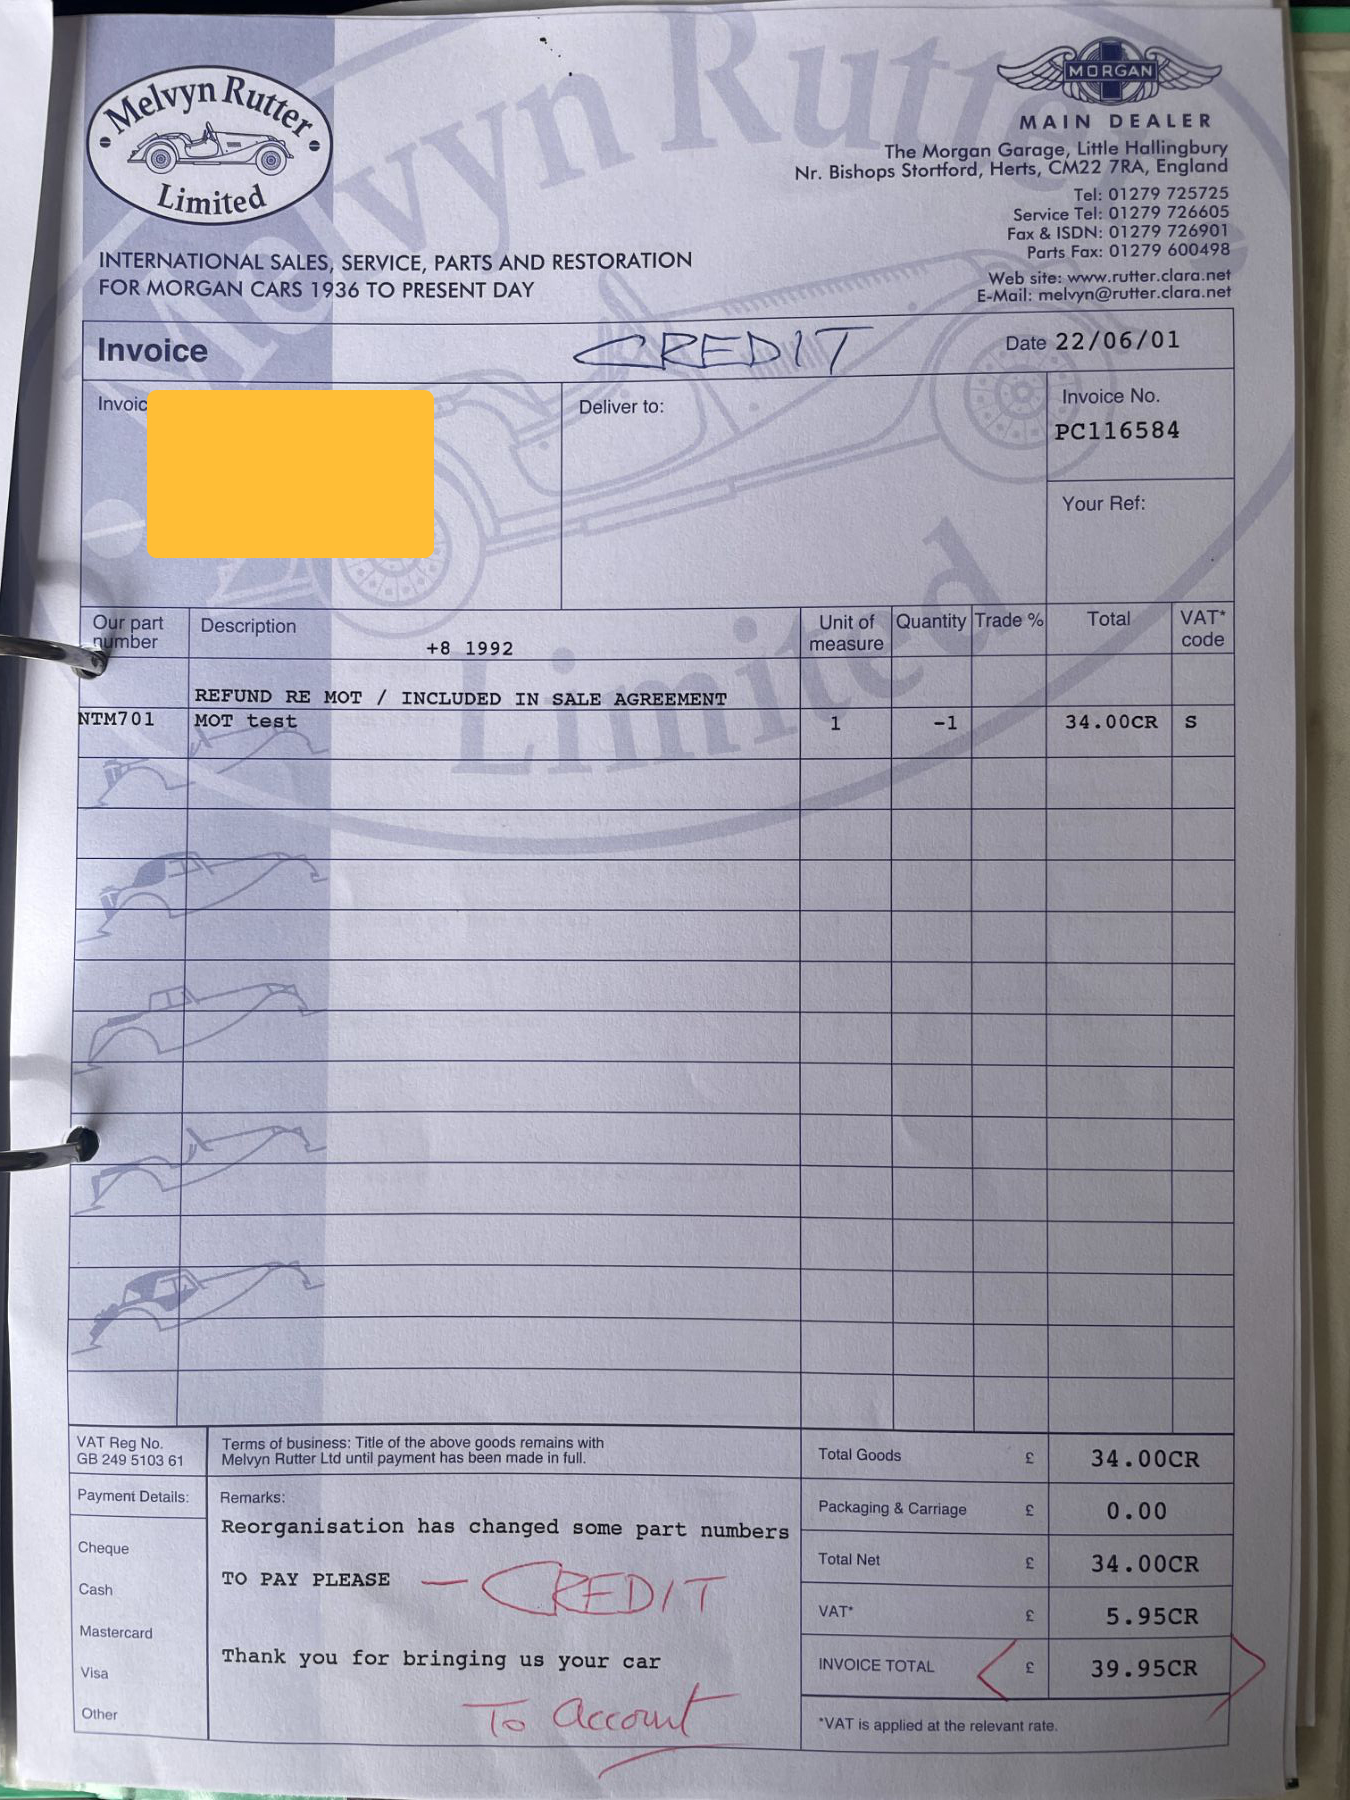 Melvyn Rutter
Limited
MORGAN
MAIN DEALER
The Morgan Garage, Little Hallingbury
Nr. Bishops Stortford, Herts, CM22 7RA, England
Tel: 01279 725725
Service Tel: 01279 726605
Fax & ISDN: 01279 726901
Parts Fax: 01279 600498
Web site: www.rutter.clara.net
E-Mail: melvyn@rutter.clara.net
INTERNATIONAL SALES, SERVICE, PARTS AND RESTORATION
FOR MORGAN CARS 1936 TO PRESENT DAY
Melvyn Rutter
Limited
Invoice
CREDIT
Date 22/06/01
Invoic
Deliver to:
Invoice No.
PC116584
Your Ref:
Our part number
Description
+8 1992
Unit of measure
Quantity
Trade %
Total
VAT* code
REFUND RE MOT / INCLUDED IN SALE AGREEMENT
NTM701 MOT test 1 -1 34.00CR S
VAT Reg No.
GB 249 5103 61
Terms of business: Title of the above goods remains with
Melvyn Rutter Ltd until payment has been made in full.
Payment Details:
Cheque
Cash
Mastercard
Visa
Other
Remarks:
Reorganisation has changed some part numbers
TO PAY PLEASE — CREDIT
Thank you for bringing us your car
To Account
Total Goods £ 34.00CR
Packaging & Carriage £ 0.00
Total Net £ 34.00CR
VAT* £ 5.95CR
INVOICE TOTAL £ 39.95CR
*VAT is applied at the relevant rate.